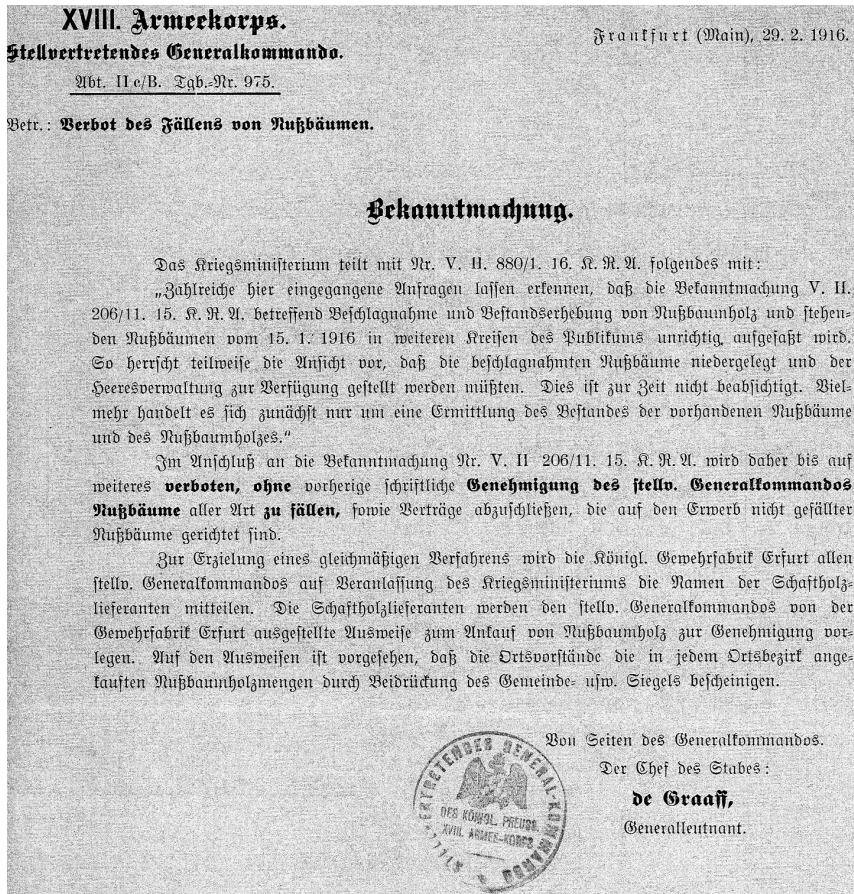 XVIII. Armeekorps.
Stellvertretendes Generalkommando.
Abt. II e/B. Tgb.-Nr. 975.
Frankfurt (Main), 29. 2. 1916.
Betr.: Verbot des Fällens von Nußbäumen.
Bekanntmachung.
Das Kriegsministerium teilt mit Nr. V. II. 880/1. 16. K. R. A. folgendes mit:
„Zahlreiche hier eingegangene Anfragen lassen erkennen, daß die Bekanntmachung V. II.
206/11. 15. K. R. A. betreffend Beschlagnahme und Bestandserhebung von Nußbaumholz und stehen-
den Nußbäumen vom 15. 1. 1916 in weiteren Kreisen des Publikums unrichtig aufgefaßt wird.
So herrscht teilweise die Ansicht vor, daß die beschlagnahmten Nußbäume niedergelegt und der
Heeresverwaltung zur Verfügung gestellt werden müßten. Dies ist zur Zeit nicht beabsichtigt. Viel-
mehr handelt es sich zunächst nur um eine Ermittlung des Bestandes der vorhandenen Nußbäume
und des Nußbaumholzes.“
Im Anschluß an die Bekanntmachung Nr. V. II 206/11. 15. K. R. A. wird daher bis auf
weiteres verboten, ohne vorherige schriftliche Genehmigung des stellv. Generalkommandos
Nußbäume aller Art zu fällen, sowie Verträge abzuschließen, die auf den Erwerb nicht gefällter
Nußbäume gerichtet sind.
Zur Erzielung eines gleichmäßigen Verfahrens wird die Königl. Gewehrfabrik Erfurt allen
stellv. Generalkommandos auf Veranlassung des Kriegsministeriums die Namen der Schaftholz-
lieferanten mitteilen. Die Schaftholzlieferanten werden den stellv. Generalkommandos von der
Gewehrfabrik Erfurt ausgestellte Ausweise zum Ankauf von Nußbaumholz zur Genehmigung vor-
legen. Auf den Ausweisen ist vorgesehen, daß die Ortsvorstände die in jedem Ortsbezirk ange-
kauften Nußbaumholzmengen durch Beidrückung des Gemeinde- usw. Siegels bescheinigen.
Von Seiten des Generalkommandos.
Der Chef des Stabes:
de Graaff,
Generalleutnant.
STELLVERTRETENDES GENERAL-KOMMANDO
DES KÖNIGL. PREUSS.
XVIII. ARMEE-KORPS